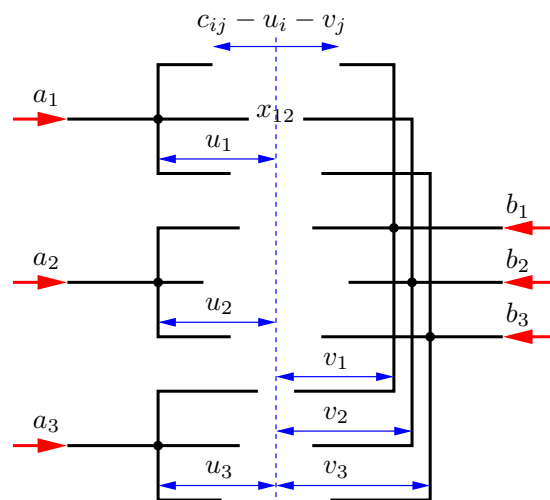 c_{ij} − u_i − v_j
a_1
x_{12}
u_1
b_1
a_2
b_2
u_2
b_3
v_1
v_2
a_3
u_3
v_3